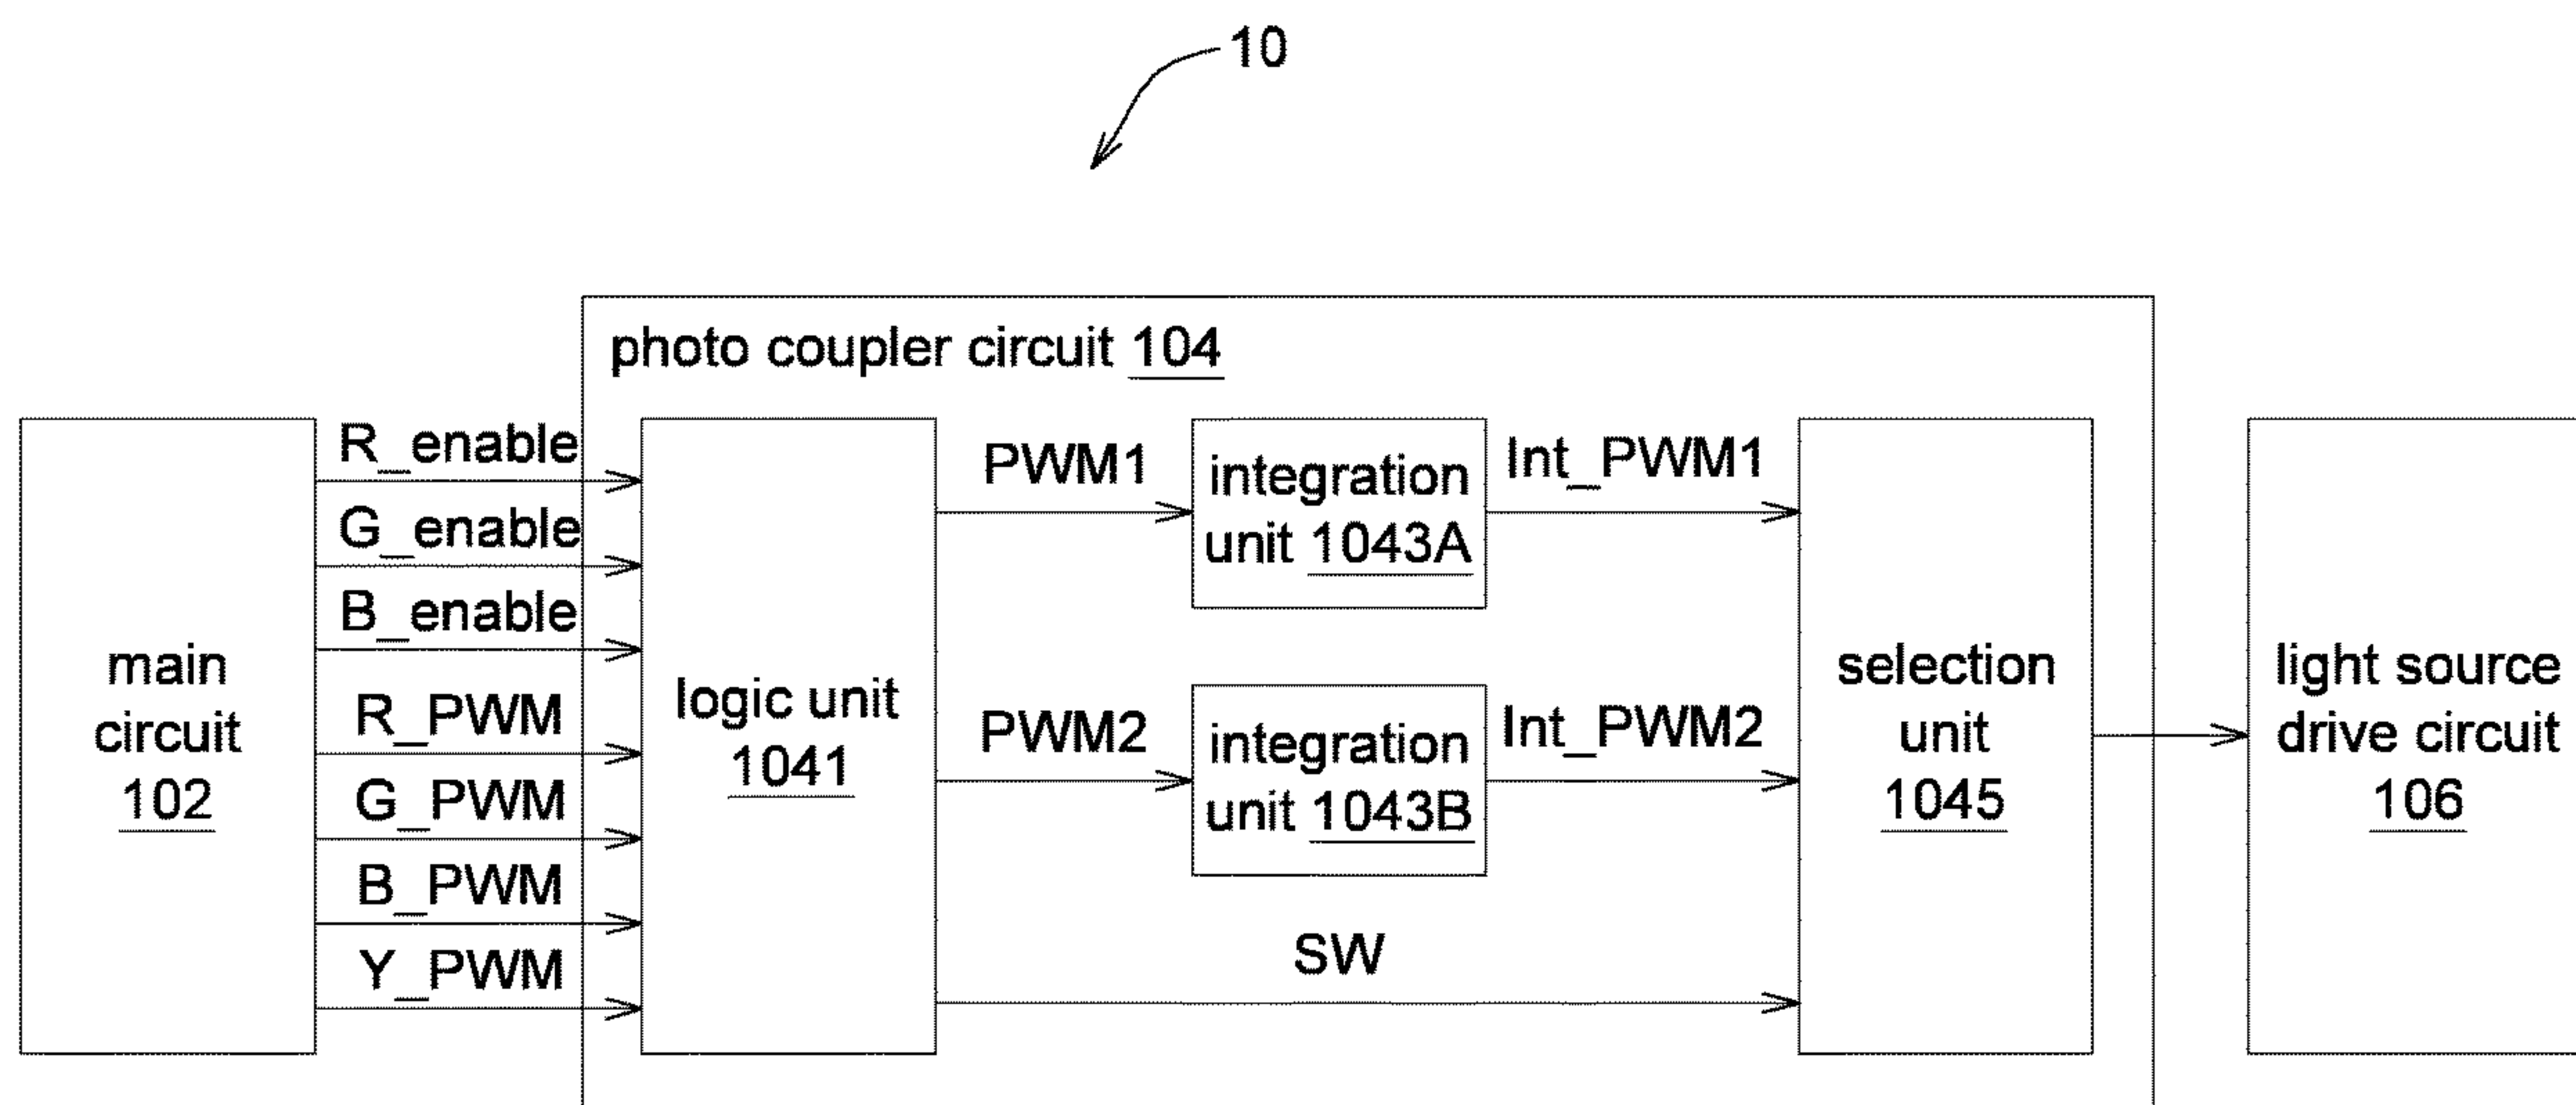 10
photo coupler circuit 104
main
circuit
102
R_enable
G_enable
B_enable
R_PWM
G_PWM
B_PWM
Y_PWM
logic unit
1041
PWM1
PWM2
integration
unit 1043A
integration
unit 1043B
Int_PWM1
Int_PWM2
SW
selection
unit
1045
light source
drive circuit
106